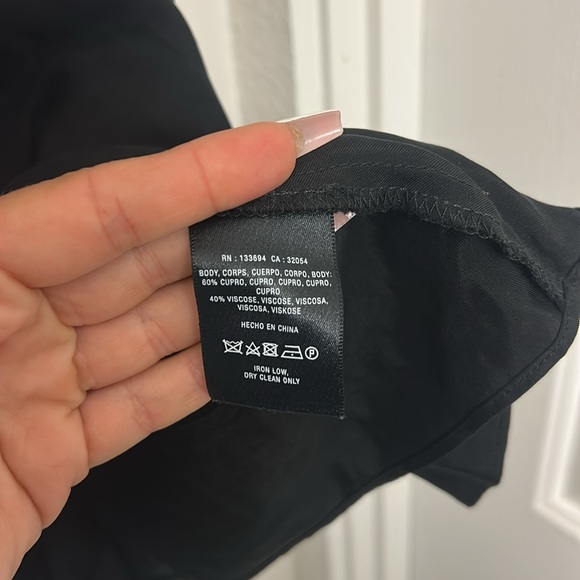 RN : 133694 CA : 32054
BODY, CORPS, CUERPO, CORPO, BODY:
60% CUPRO, CUPRO, CUPRO, CUPRO,
CUPRO
40% VISCOSE, VISCOSE, VISCOSA,
VISCOSA, VISKOSE
HECHO EN CHINA
P
IRON LOW,
DRY CLEAN ONLY